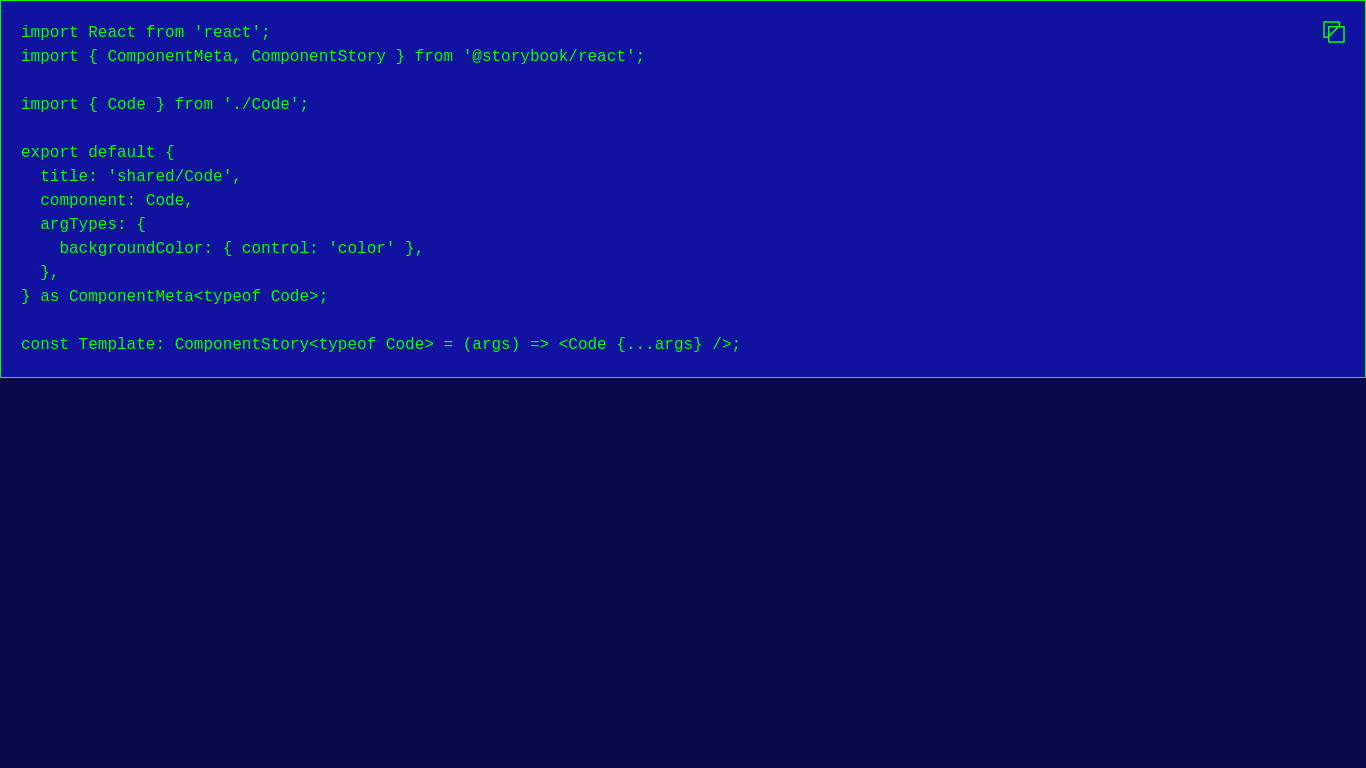 import React from 'react';
import { ComponentMeta, ComponentStory } from '@storybook/react';

import { Code } from './Code';

export default {
  title: 'shared/Code',
  component: Code,
  argTypes: {
    backgroundColor: { control: 'color' },
  },
} as ComponentMeta<typeof Code>;

const Template: ComponentStory<typeof Code> = (args) => <Code {...args} />;